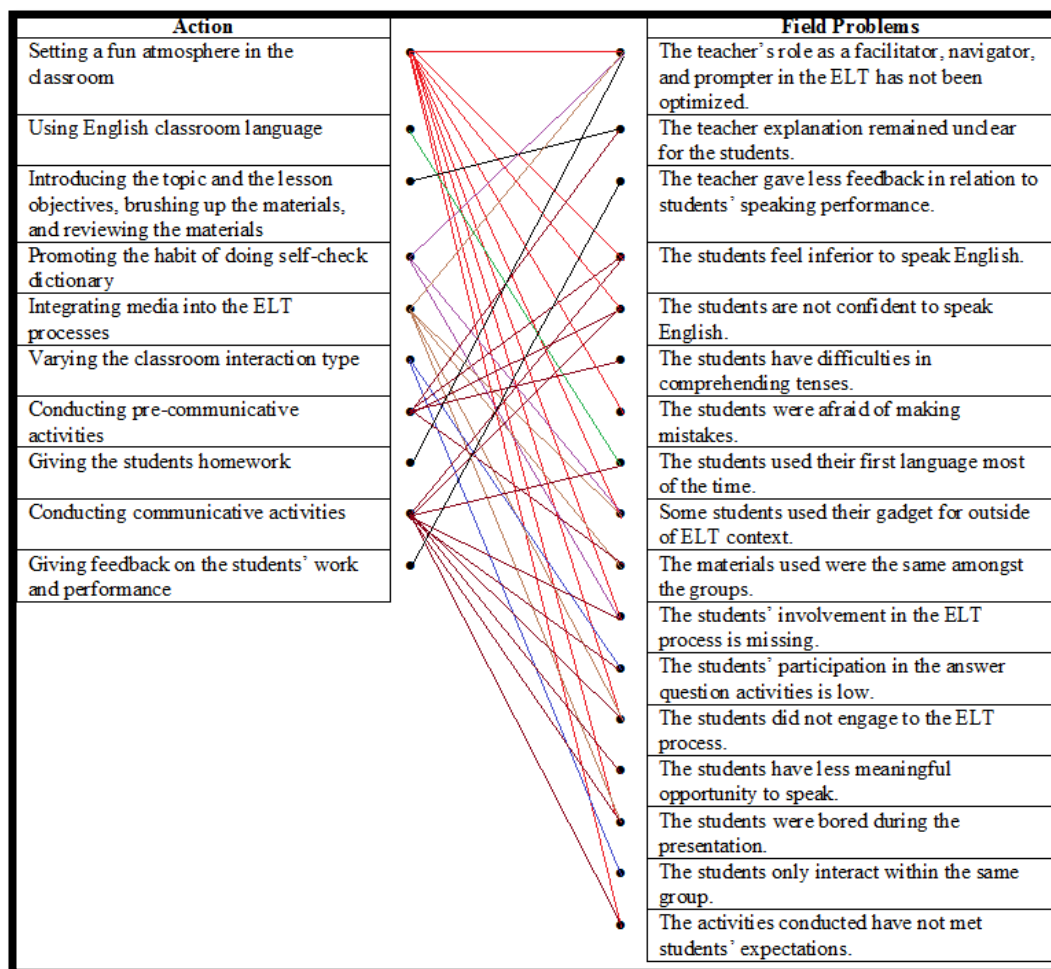 Action
Setting a fun atmosphere in the
classroom
Using English classroom language
Introducing the topic and the lesson
objectives, brushing up the materials,
and reviewing the materials
Promoting the habit of doing self-check
dictionary
Integrating media into the ELT
processes
Varying the classroom interaction type
Conducting pre-communicative
activities
Giving the students homework
Conducting communicative activities
Giving feedback on the students' work
and performance
Field Problems
The teacher's role as a facilitator, navigator,
and prompter in the ELT has not been
optimized.
The teacher explanation remained unclear
for the students.
The teacher gave less feedback in relation to
students' speaking performance.
The students feel inferior to speak English.
The students are not confident to speak
English.
The students have difficulties in
comprehending tenses.
The students were afraid of making
mistakes.
The students used their first language most
of the time.
Some students used their gadget for outside
of ELT context.
The materials used were the same amongst
the groups.
The students' involvement in the ELT
process is missing.
The students' participation in the answer
question activities is low.
The students did not engage to the ELT
process.
The students have less meaningful
opportunity to speak.
The students were bored during the
presentation.
The students only interact within the same
group.
The activities conducted have not met
students' expectations.